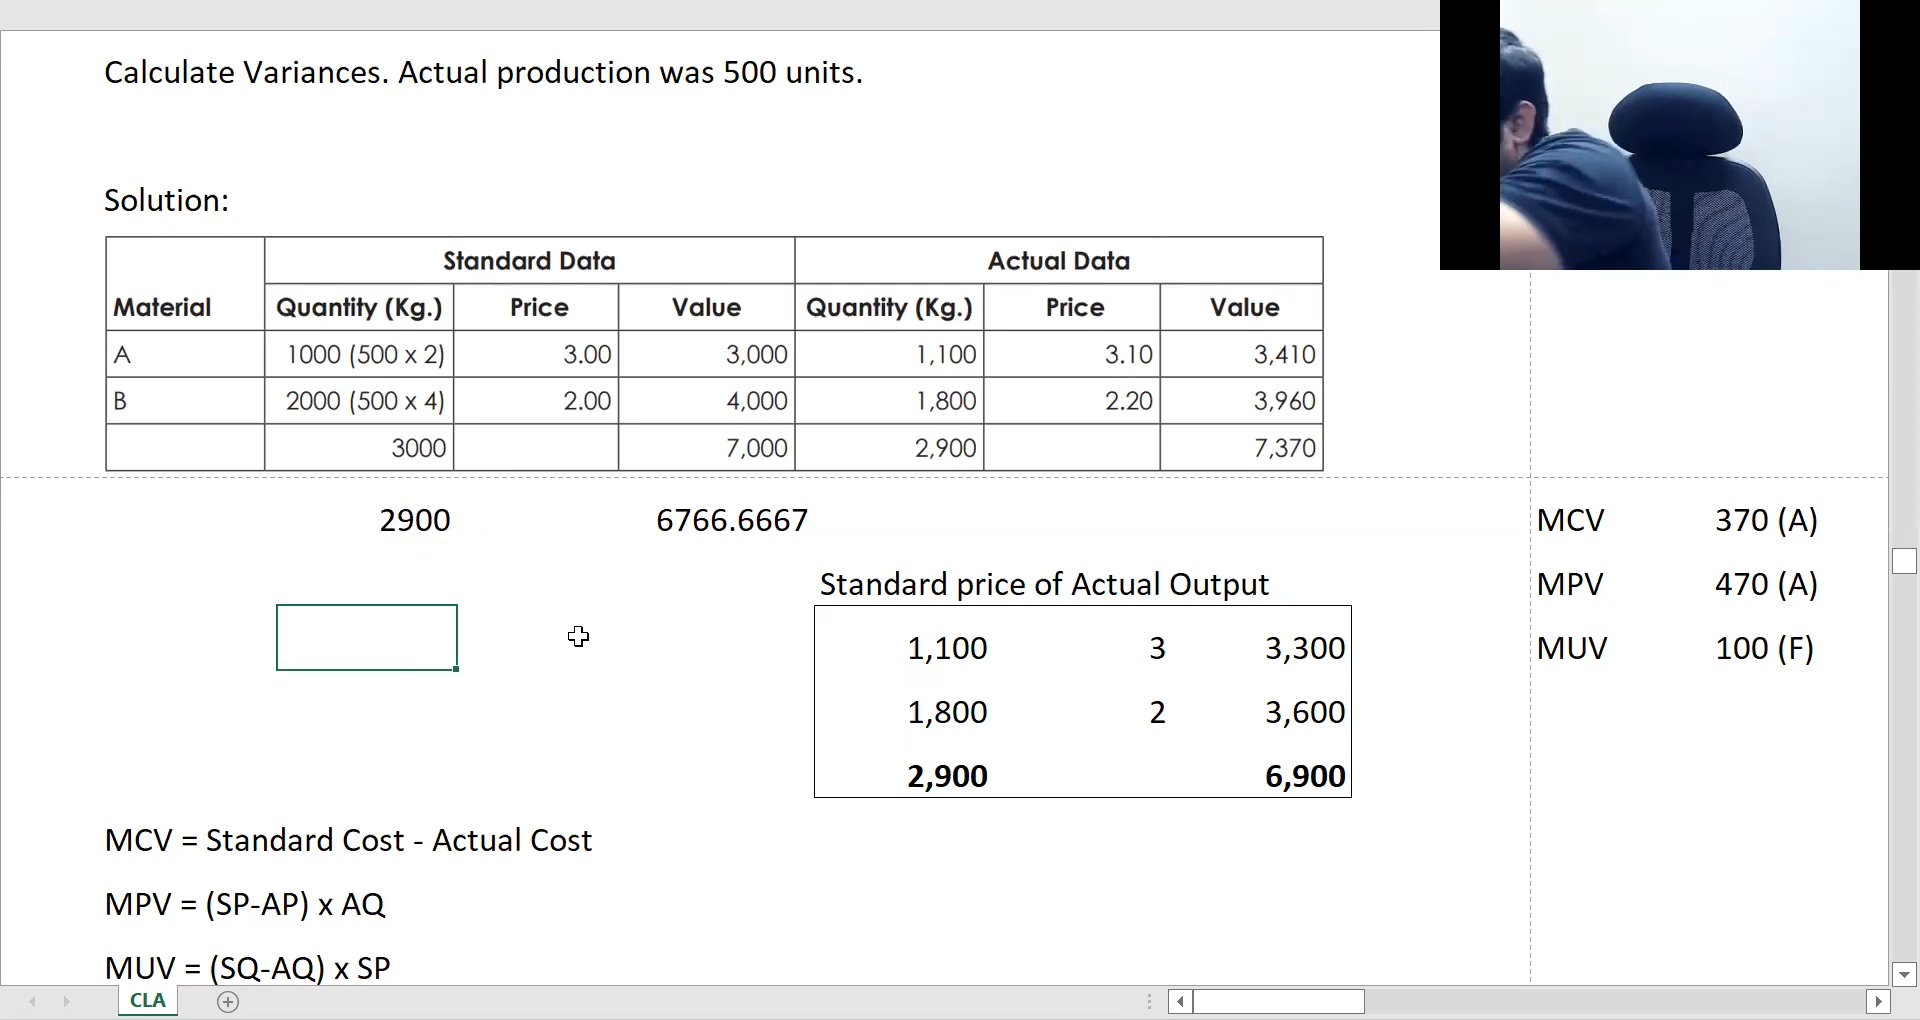 Calculate Variances. Actual production was 500 units.
Solution:
Standard Data Actual Data
Material Quantity (Kg.) Price Value Quantity (Kg.) Price Value
A 1000 (500 x 2) 3.00 3,000 1,100 3.10 3,410
B 2000 (500 x 4) 2.00 4,000 1,800 2.20 3,960
3000 7,000 2,900 7,370
2900 6766.6667 MCV 370 (A)
Standard price of Actual Output MPV 470 (A)
1,100 3 3,300 MUV 100 (F)
1,800 2 3,600
2,900 6,900
MCV = Standard Cost - Actual Cost
MPV = (SP-AP) x AQ
MUV = (SQ-AQ) x SP
CLA